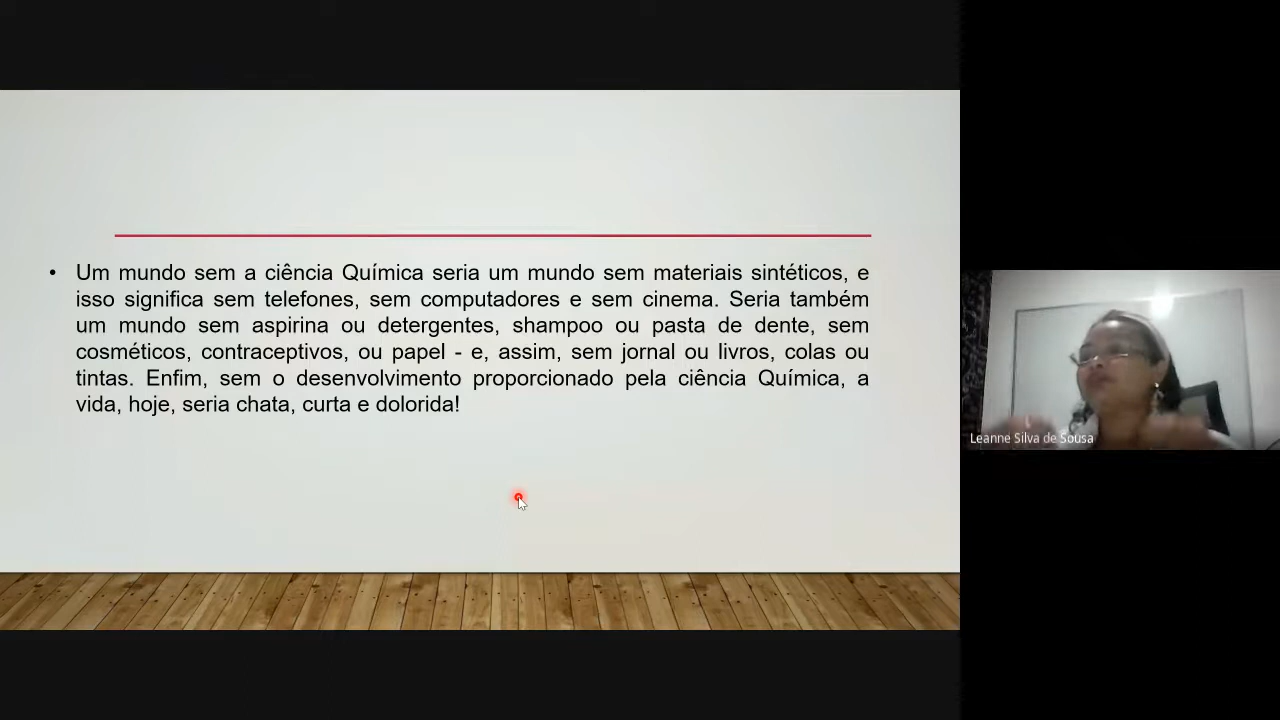 • Um mundo sem a ciência Química seria um mundo sem materiais sintéticos, e
isso significa sem telefones, sem computadores e sem cinema. Seria também
um mundo sem aspirina ou detergentes, shampoo ou pasta de dente, sem
cosméticos, contraceptivos, ou papel - e, assim, sem jornal ou livros, colas ou
tintas. Enfim, sem o desenvolvimento proporcionado pela ciência Química, a
vida, hoje, seria chata, curta e dolorida!
Leanne Silva de Sousa